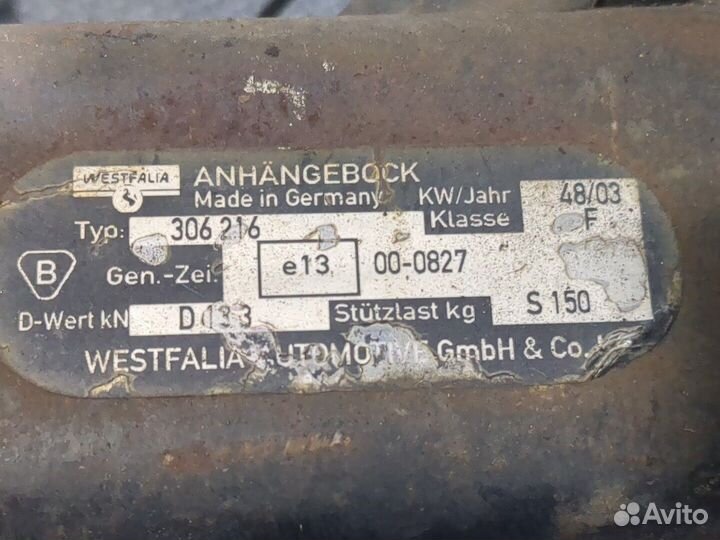 WESTFALIA ANHÄNGEBOCK
Made in Germany KW/Jahr 48/03
Typ: 306 216 Klasse F
B Gen.-Zei. e13 00-0827
D-Wert kN D 13.3 Stützlast kg S 150
WESTFALIA AUTOMOTIVE GmbH & Co.
Avito